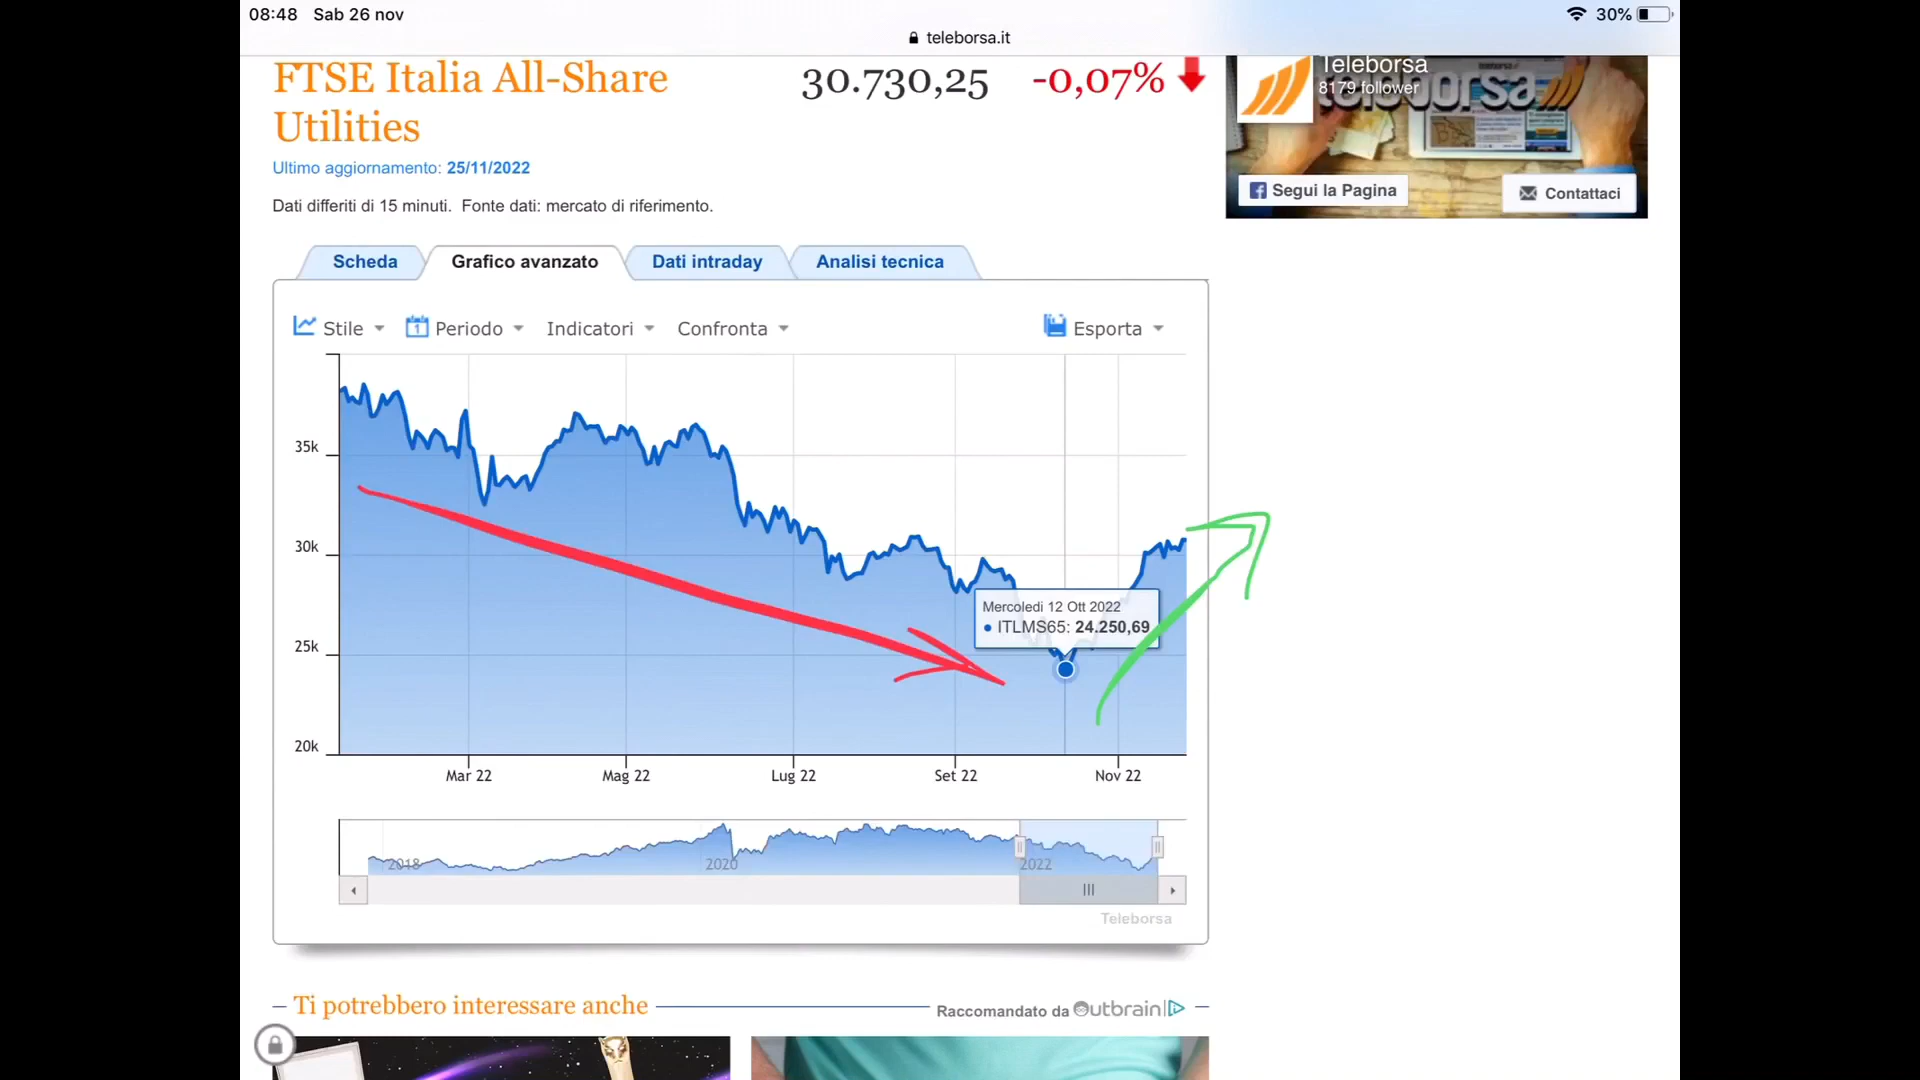 08:48 Sab 26 nov
30%
teleborsa.it
FTSE Italia All-Share
Utilities
30.730,25 -0,07%
Ultimo aggiornamento: 25/11/2022
Dati differiti di 15 minuti. Fonte dati: mercato di riferimento.
Teleborsa
8179 follower
teleborsa
Segui la Pagina
Contattaci
Scheda
Grafico avanzato
Dati intraday
Analisi tecnica
Stile
1 Periodo
Indicatori
Confronta
Esporta
35k
30k
25k
20k
Mercoledì 12 Ott 2022
ITLMS65: 24.250,69
Mar 22
Mag 22
Lug 22
Set 22
Nov 22
2018
2020
2022
Teleborsa
Ti potrebbero interessare anche
Raccomandato da Outbrain